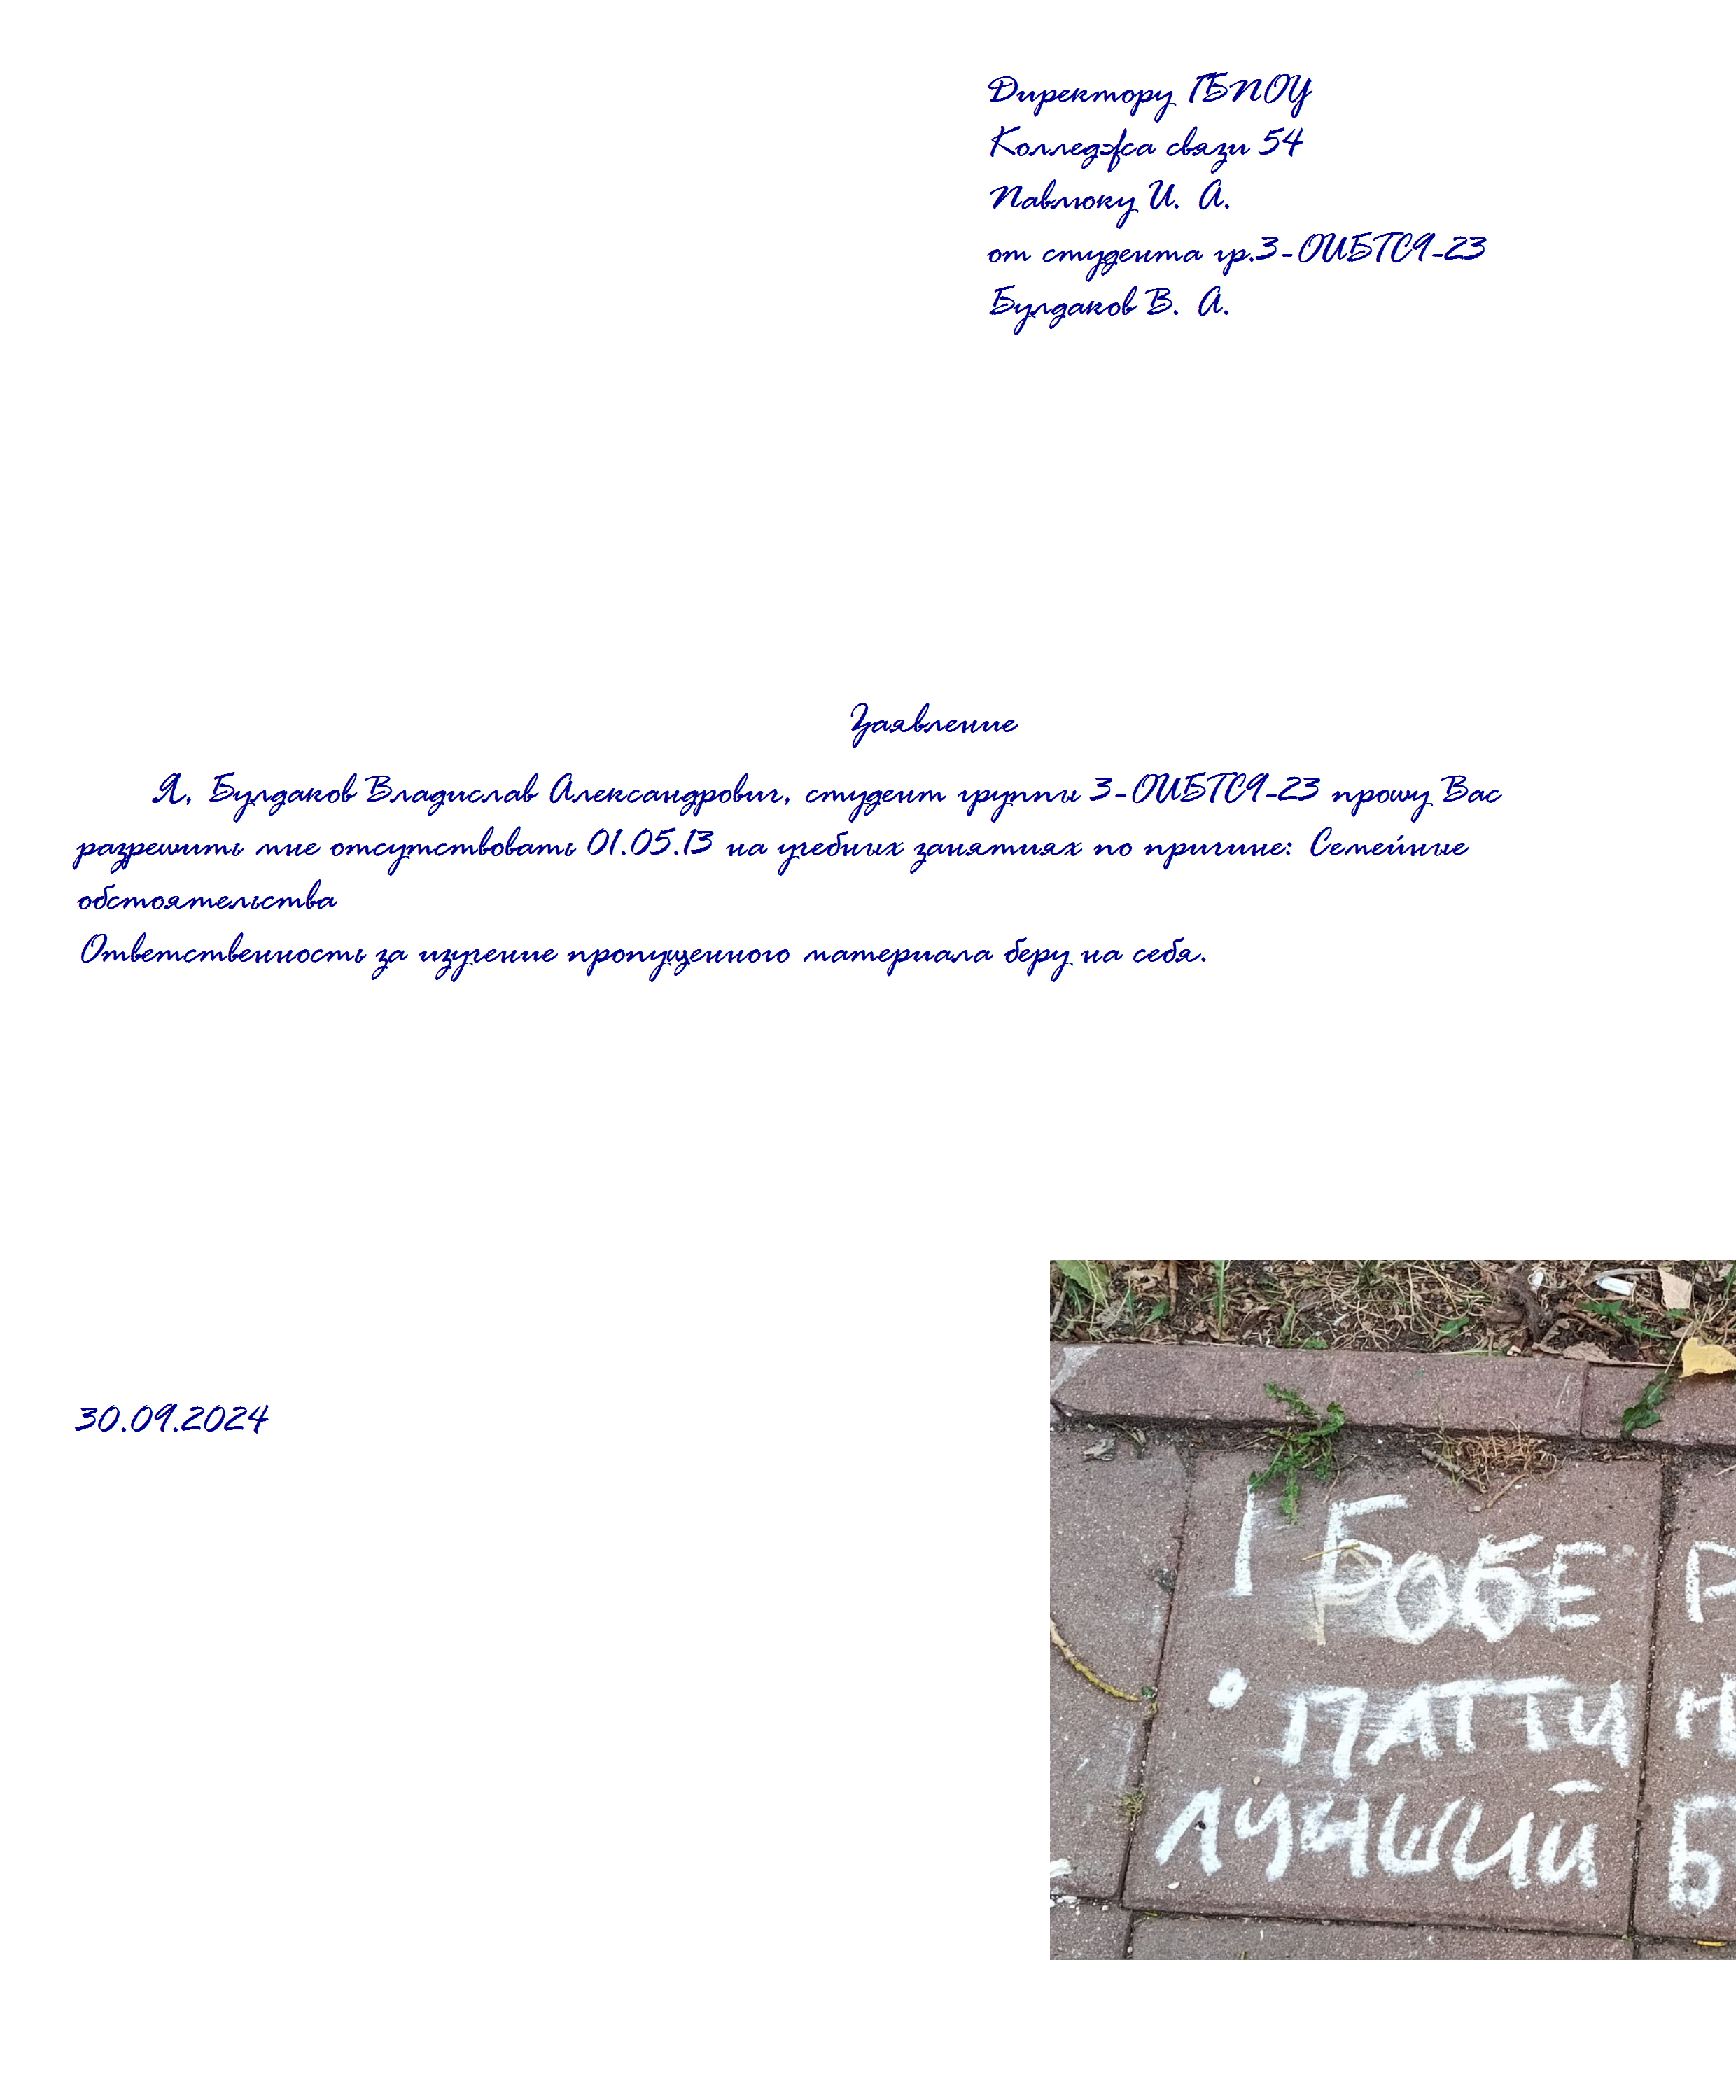 Директору ГБПОУ
Колледжа связи 54
Павлюку И. А.
от студента гр.3-ОИБТС9-23
Булдаков В. А.
Заявление
Я, Булдаков Владислав Александрович, студент группы 3-ОИБТС9-23 прошу Вас
разрешить мне отсутствовать 01.05.13 на учебных занятиях по причине: Семейные
обстоятельства
Ответственность за изучение пропущенного материала беру на себя.
30.09.2024
ПАТТИ
ЛУЧШИЙ